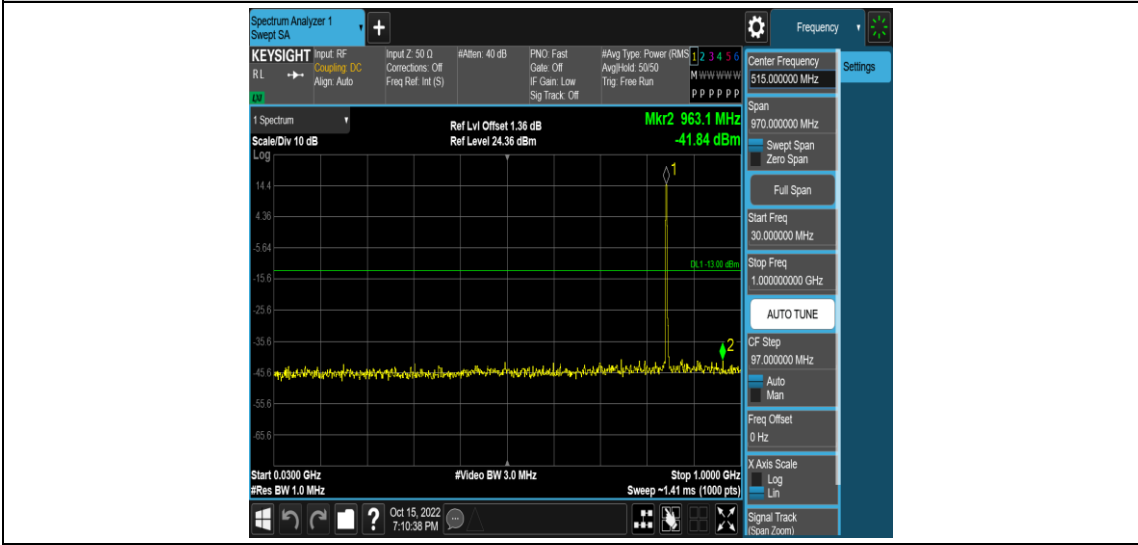 Spectrum Analyzer 1
Swept SA
+
Frequency
KEYSIGHT
RL
LM
Input: RF
Coupling: DC
Align: Auto
Input Z: 50 Ω
Corrections: Off
Freq Ref: Int (S)
#Atten: 40 dB
PNO: Fast
Gate: Off
IF Gain: Low
Sig Track: Off
#Avg Type: Power (RMS
Avg|Hold: 50/50
Trig: Free Run
1 2 3 4 5 6
M W W W W W
P P P P P P
1 Spectrum
Scale/Div 10 dB
Log
Ref Lvl Offset 1.36 dB
Ref Level 24.36 dBm
Mkr2 963.1 MHz
-41.84 dBm
1
14.4
4.36
-5.64
DL1 -13.00 dBm
-15.6
-25.6
-35.6
2
-45.6
-55.6
-65.6
Start 0.0300 GHz
#Res BW 1.0 MHz
#Video BW 3.0 MHz
Stop 1.0000 GHz
Sweep ~1.41 ms (1000 pts)
Center Frequency
515.000000 MHz
Settings
Span
970.000000 MHz
Swept Span
Zero Span
Full Span
Start Freq
30.000000 MHz
Stop Freq
1.000000000 GHz
AUTO TUNE
CF Step
97.000000 MHz
Auto
Man
Freq Offset
0 Hz
X Axis Scale
Log
Lin
Signal Track
(Span Zoom)
?
Oct 15, 2022
7:10:38 PM